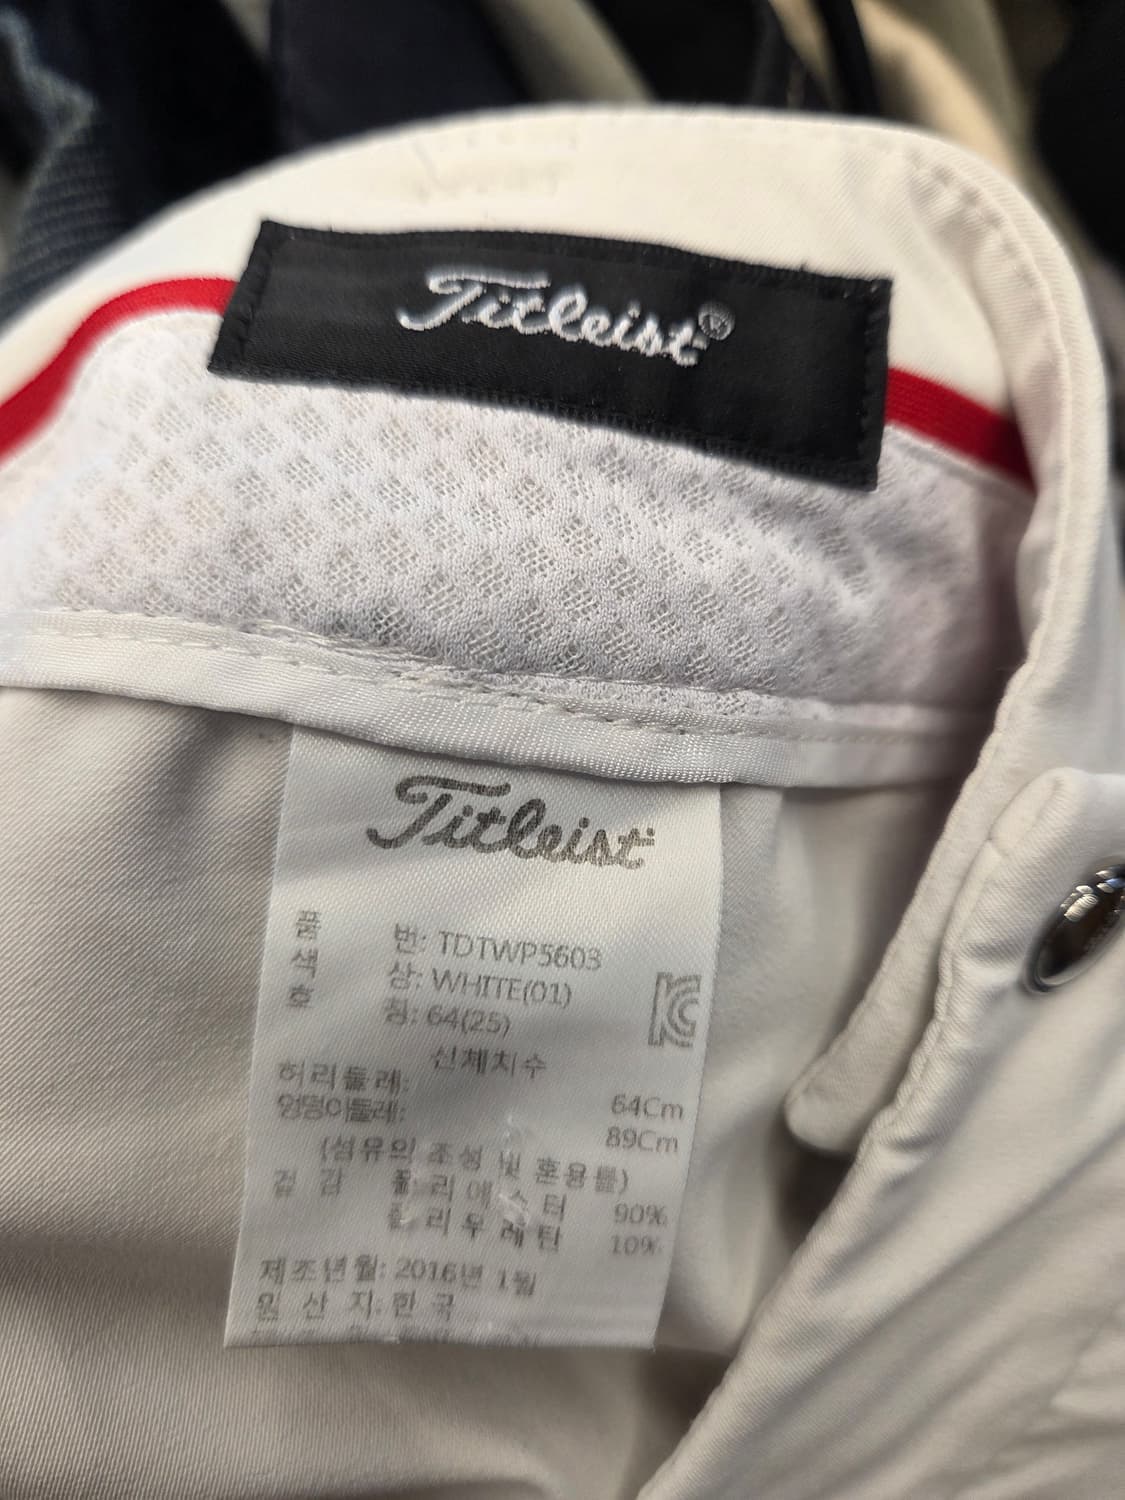 Titleist®
Titleist
품 번: TDTWP5603
색 상: WHITE(01)
호 칭: 64(25)
신체치수
허리둘레: 64Cm
엉덩이둘레: 89Cm
(섬유의 조성 및 혼용률)
겉 감 폴리에스터 90%
폴리우레탄 10%
제조년월: 2016년 1월
원 산 지: 한 국